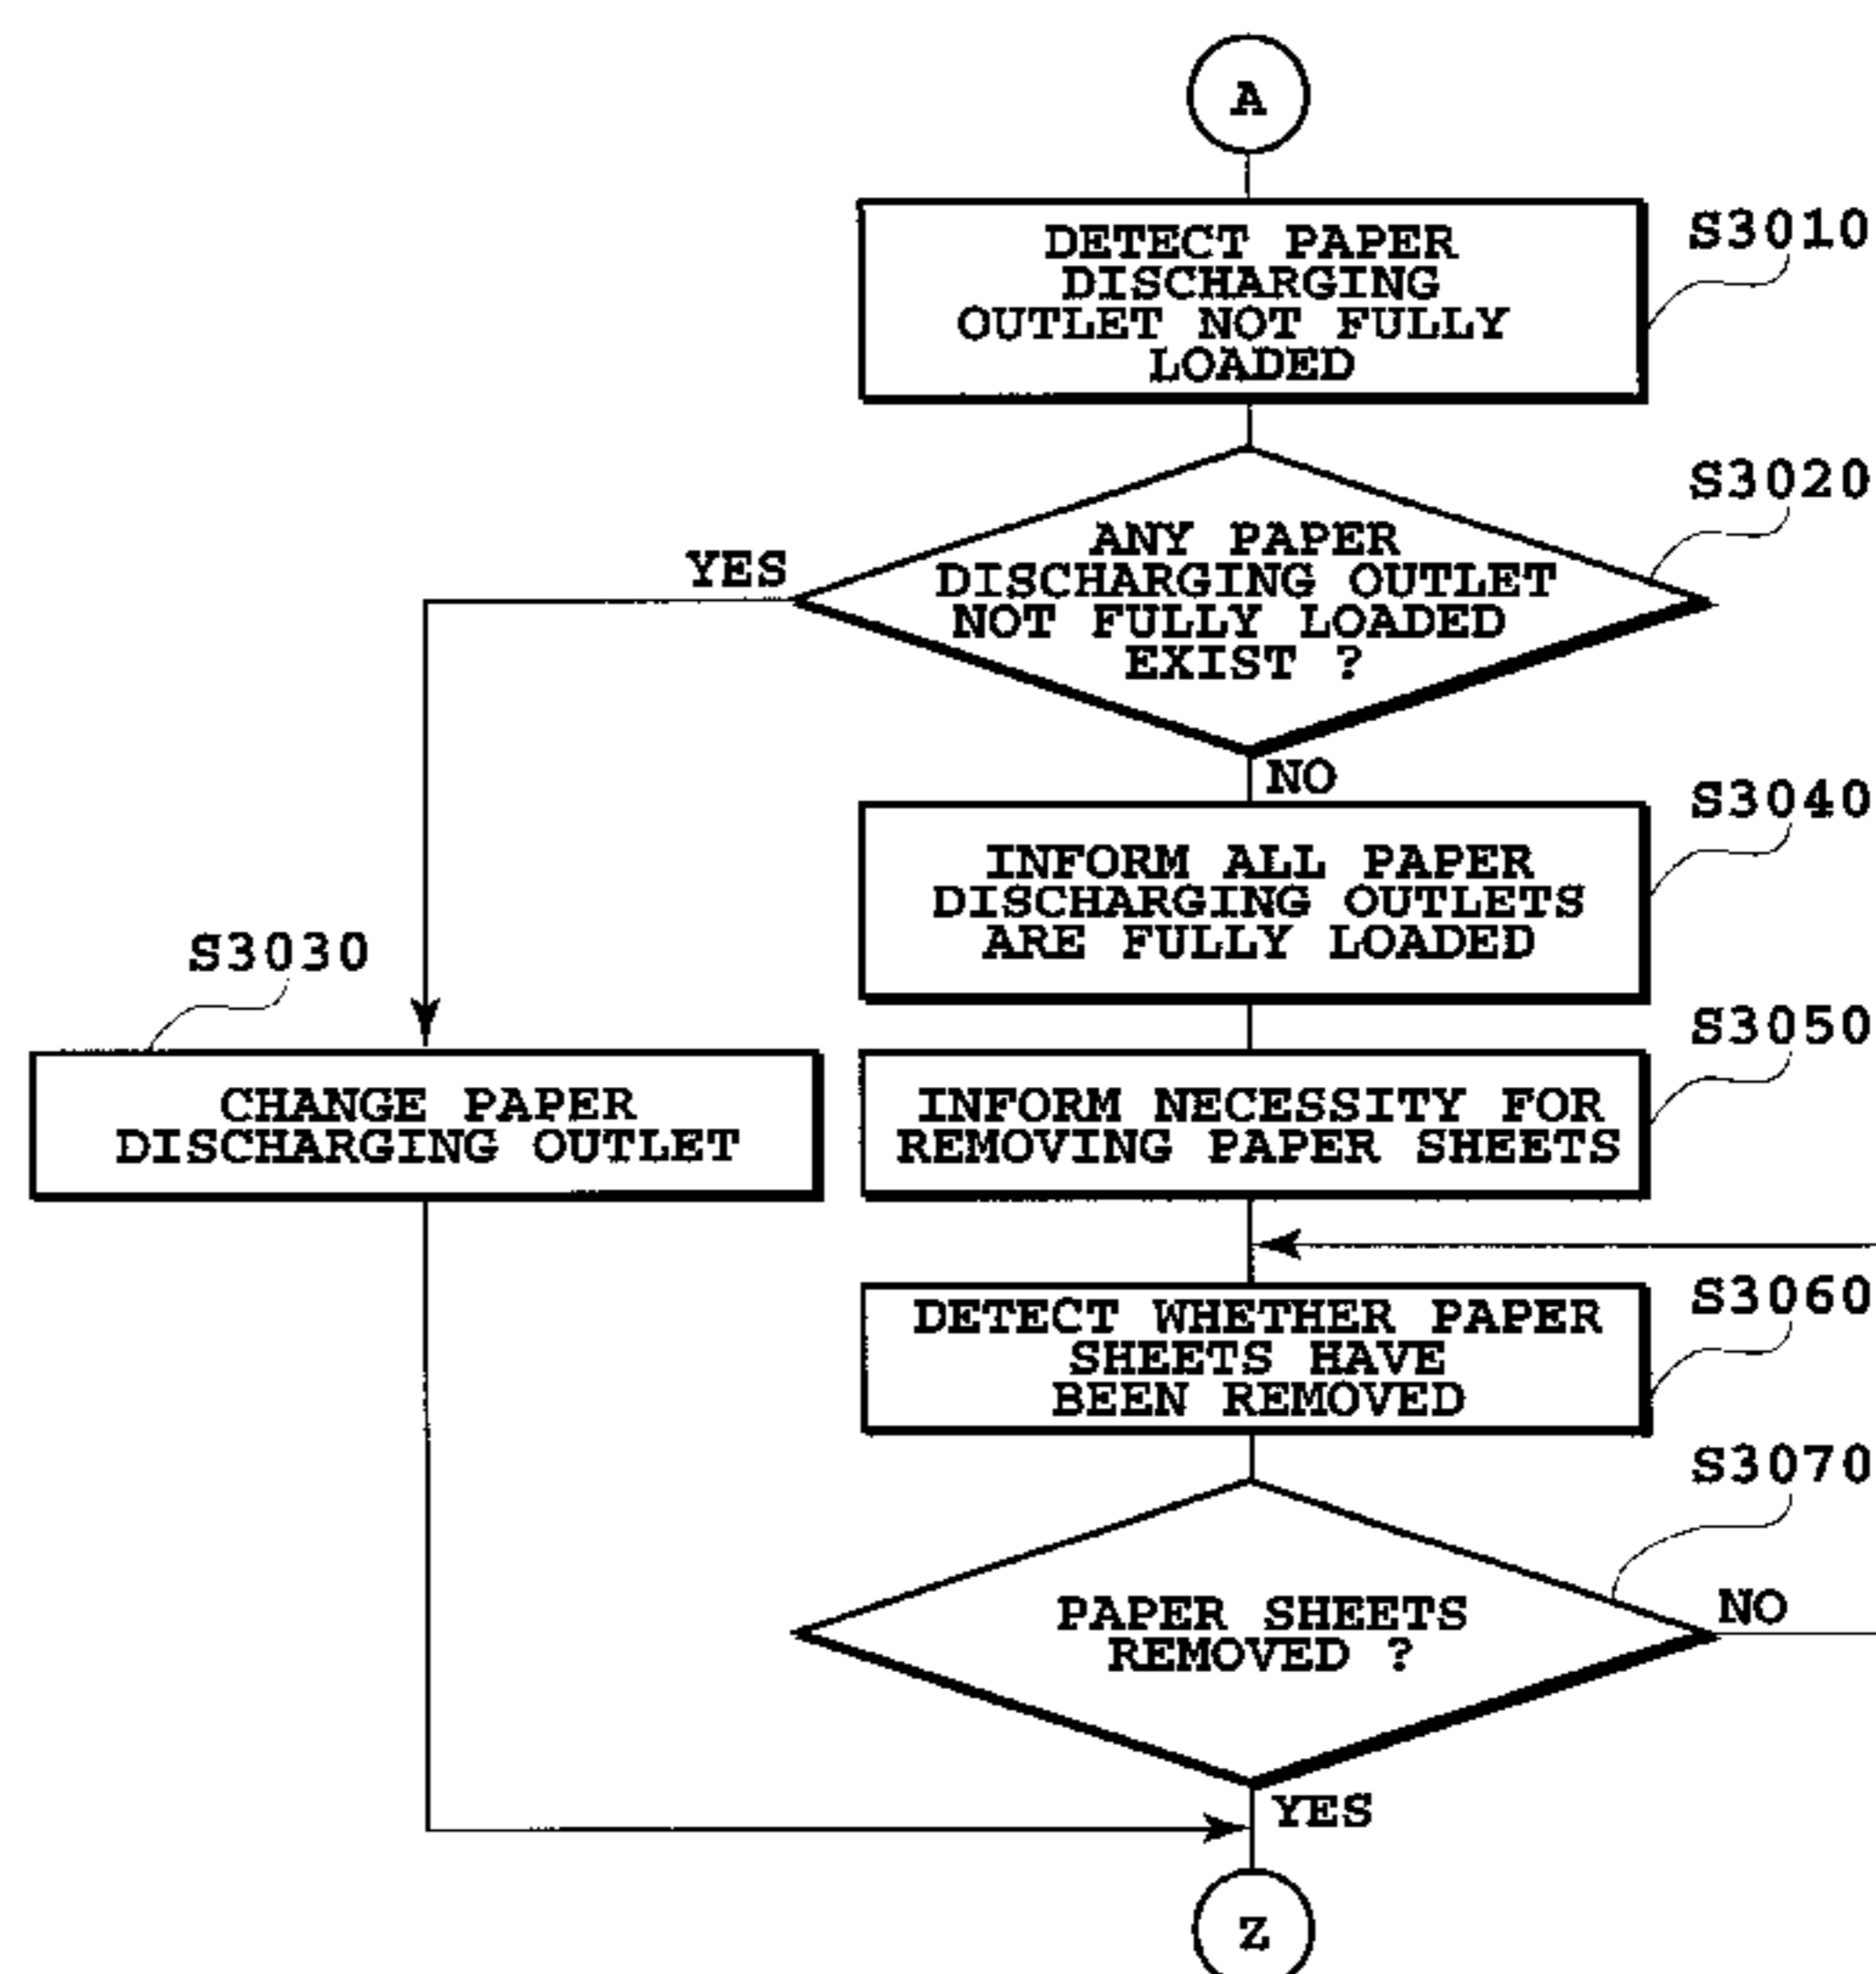 A
DETECT PAPER
DISCHARGING
OUTLET NOT FULLY
LOADED
S3010
S3020
ANY PAPER
DISCHARGING OUTLET
NOT FULLY LOADED
EXIST ?
YES
NO
S3040
INFORM ALL PAPER
DISCHARGING OUTLETS
ARE FULLY LOADED
S3030
CHANGE PAPER
DISCHARGING OUTLET
S3050
INFORM NECESSITY FOR
REMOVING PAPER SHEETS
S3060
DETECT WHETHER PAPER
SHEETS HAVE
BEEN REMOVED
S3070
PAPER SHEETS
REMOVED ?
NO
YES
Z